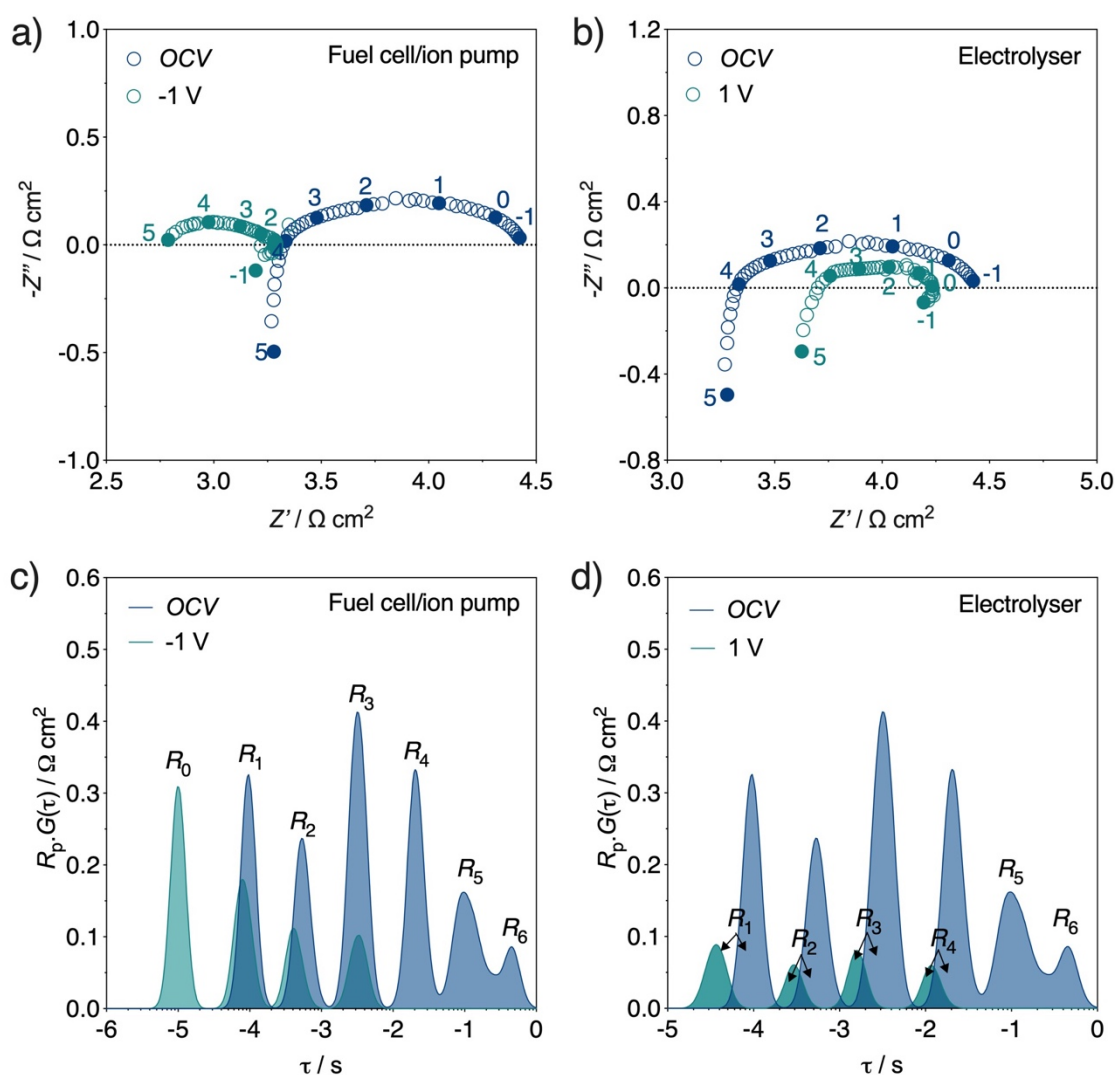 a)
OCV
-1 V
Fuel cell/ion pump
1.0
0.5
0.0
-0.5
-1.0
-Z'' / Ω cm²
5
4
3
2
-1
4
5
3
2
1
0
-1
2.5
3.0
3.5
4.0
4.5
Z' / Ω cm²
b)
OCV
1 V
Electrolyser
1.2
0.8
0.4
0.0
-0.4
-0.8
-Z'' / Ω cm²
5
4
3
2
1
0
-1
5
4
3
2
1
0
-1
3.0
3.5
4.0
4.5
5.0
Z' / Ω cm²
c)
OCV
-1 V
Fuel cell/ion pump
0.6
0.5
0.4
0.3
0.2
0.1
0.0
Rp.G(τ) / Ω cm²
R0
R1
R2
R3
R4
R5
R6
-6
-5
-4
-3
-2
-1
0
τ / s
d)
OCV
1 V
Electrolyser
0.6
0.5
0.4
0.3
0.2
0.1
0.0
Rp.G(τ) / Ω cm²
R1
R2
R3
R4
R5
R6
-5
-4
-3
-2
-1
0
τ / s